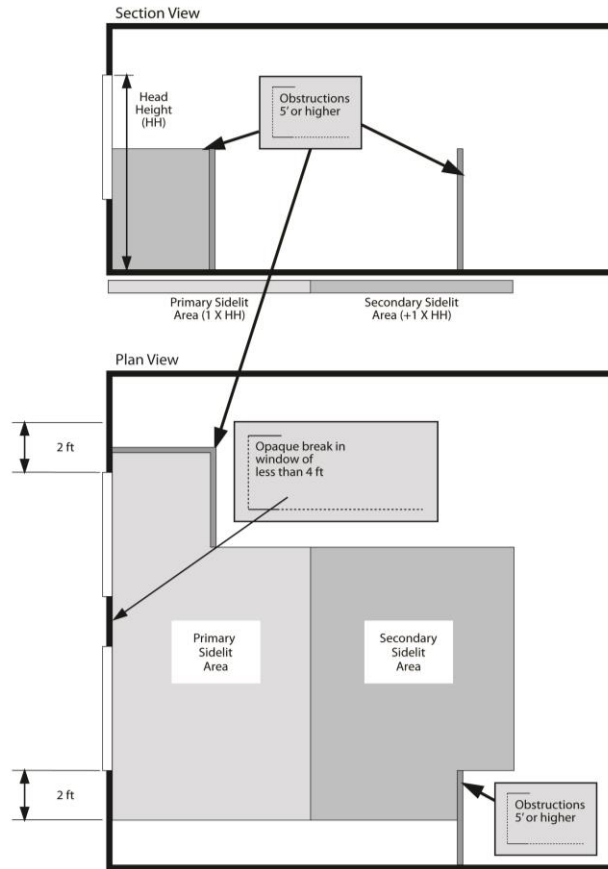 Section View
Head
Height
(HH)
Obstructions
5' or higher
Primary Sidelit
Area (1 X HH)
Secondary Sidelit
Area (+1 X HH)
Plan View
2 ft
Opaque break in
window of
less than 4 ft
Primary
Sidelit
Area
Secondary
Sidelit
Area
2 ft
Obstructions
5' or higher